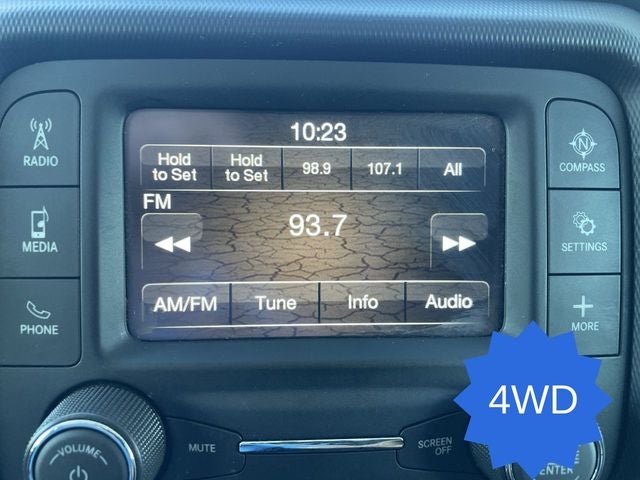 10:23
RADIO
Hold to Set
Hold to Set
98.9
107.1
All
COMPASS
FM
93.7
MEDIA
SETTINGS
AM/FM
Tune
Info
Audio
PHONE
MORE
4WD
VOLUME
MUTE
SCREEN OFF
ENTER